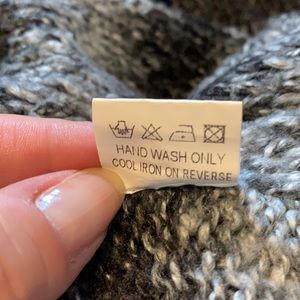 HAND WASH ONLY
COOL IRON ON REVERSE